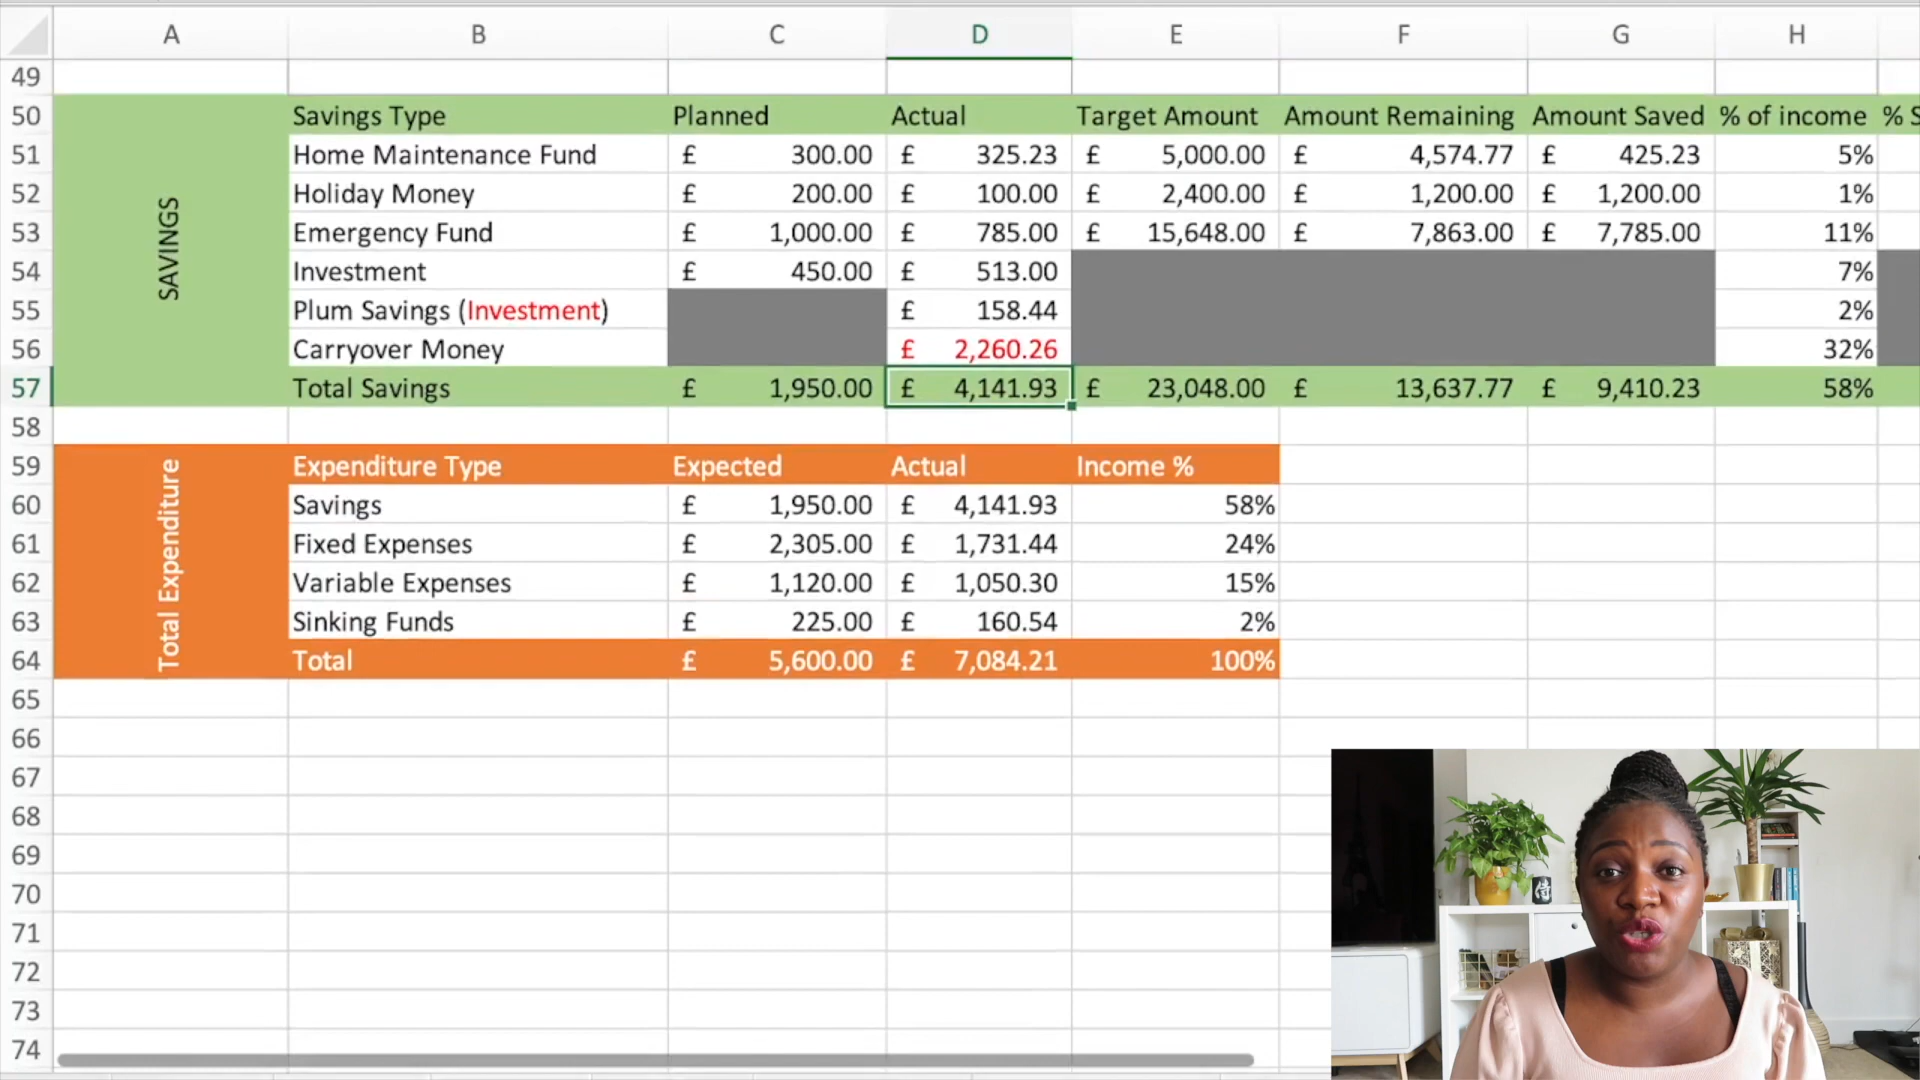 A B C D E F G H
49
50 Savings Type Planned Actual Target Amount Amount Remaining Amount Saved % of income % S
51 Home Maintenance Fund £ 300.00 £ 325.23 £ 5,000.00 £ 4,574.77 £ 425.23 5%
52 Holiday Money £ 200.00 £ 100.00 £ 2,400.00 £ 1,200.00 £ 1,200.00 1%
53 Emergency Fund £ 1,000.00 £ 785.00 £ 15,648.00 £ 7,863.00 £ 7,785.00 11%
SAVINGS
54 Investment £ 450.00 £ 513.00 7%
55 Plum Savings (Investment) £ 158.44 2%
56 Carryover Money £ 2,260.26 32%
57 Total Savings £ 1,950.00 £ 4,141.93 £ 23,048.00 £ 13,637.77 £ 9,410.23 58%
58
59 Expenditure Type Expected Actual Income %
60 Savings £ 1,950.00 £ 4,141.93 58%
61 Fixed Expenses £ 2,305.00 £ 1,731.44 24%
Total Expenditure
62 Variable Expenses £ 1,120.00 £ 1,050.30 15%
63 Sinking Funds £ 225.00 £ 160.54 2%
64 Total £ 5,600.00 £ 7,084.21 100%
65
66
67
68
69
70
71
72
73
74